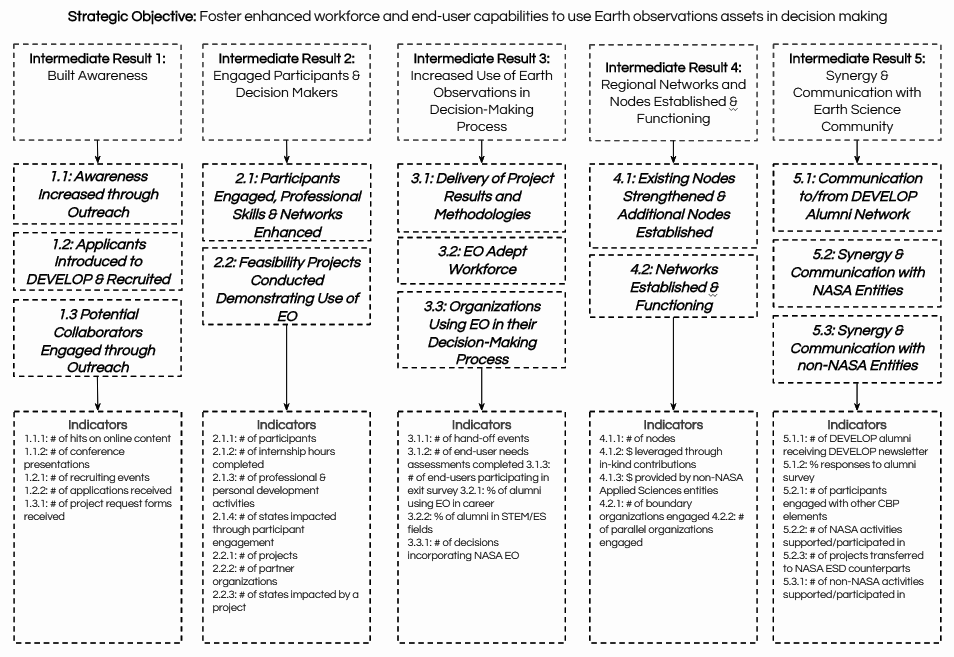 Strategic Objective: Foster enhanced workforce and end-user capabilities to use Earth observations assets in decision making
Intermediate Result 1:
Built Awareness
1.1: Awareness
Increased through
Outreach
1.2: Applicants
Introduced to
DEVELOP & Recruited
1.3 Potential
Collaborators
Engaged through
Outreach
Indicators
1.1.1: # of hits on online content
1.1.2: # of conference
presentations
1.2.1: # of recruiting events
1.2.2: # of applications received
1.3.1: # of project request forms
received
Intermediate Result 2:
Engaged Participants &
Decision Makers
2.1: Participants
Engaged, Professional
Skills & Networks
Enhanced
2.2: Feasibility Projects
Conducted
Demonstrating Use of
EO
Indicators
2.1.1: # of participants
2.1.2: # of internship hours
completed
2.1.3: # of professional &
personal development
activities
2.1.4: # of states impacted
through participant
engagement
2.2.1: # of projects
2.2.2: # of partner
organizations
2.2.3: # of states impacted by a
project
Intermediate Result 3:
Increased Use of Earth
Observations in
Decision-Making
Process
3.1: Delivery of Project
Results and
Methodologies
3.2: EO Adept
Workforce
3.3: Organizations
Using EO in their
Decision-Making
Process
Indicators
3.1.1: # of hand-off events
3.1.2: # of end-user needs
assessments completed 3.1.3:
# of end-users participating in
exit survey 3.2.1: % of alumni
using EO in career
3.2.2: % of alumni in STEM/ES
fields
3.3.1: # of decisions
incorporating NASA EO
Intermediate Result 4:
Regional Networks and
Nodes Established &
Functioning
4.1: Existing Nodes
Strengthened &
Additional Nodes
Established
4.2: Networks
Established &
Functioning
Indicators
4.1.1: # of nodes
4.1.2: $ leveraged through
in-kind contributions
4.1.3: $ provided by non-NASA
Applied Sciences entities
4.2.1: # of boundary
organizations engaged 4.2.2: #
of parallel organizations
engaged
Intermediate Result 5:
Synergy &
Communication with
Earth Science
Community
5.1: Communication
to/from DEVELOP
Alumni Network
5.2: Synergy &
Communication with
NASA Entities
5.3: Synergy &
Communication with
non-NASA Entities
Indicators
5.1.1: # of DEVELOP alumni
receiving DEVELOP newsletter
5.1.2: % responses to alumni
survey
5.2.1: # of participants
engaged with other CBP
elements
5.2.2: # of NASA activities
supported/participated in
5.2.3: # of projects transferred
to NASA ESD counterparts
5.3.1: # of non-NASA activities
supported/participated in